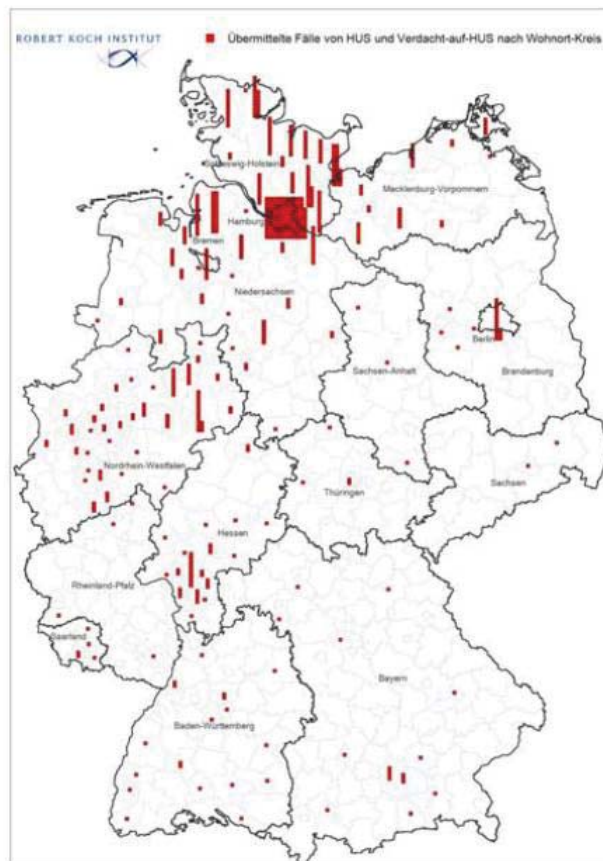 ROBERT KOCH INSTITUT
Übermittelte Fälle von HUS und Verdacht-auf-HUS nach Wohnort-Kreis
Schleswig-Holstein
Mecklenburg-Vorpommern
Hamburg
Bremen
Niedersachsen
Berlin
Sachsen-Anhalt
Brandenburg
Nordrhein-Westfalen
Sachsen
Thüringen
Hessen
Rheinland-Pfalz
Saarland
Bayern
Baden-Württemberg